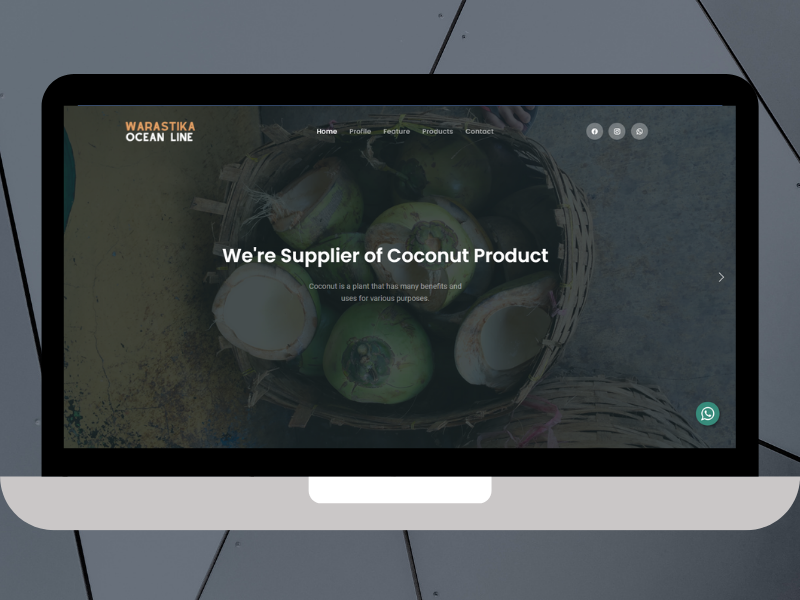 WARASTIKA
OCEAN LINE
Home Profile Feature Products Contact
We're Supplier of Coconut Product
Coconut is a plant that has many benefits and
uses for various purposes.